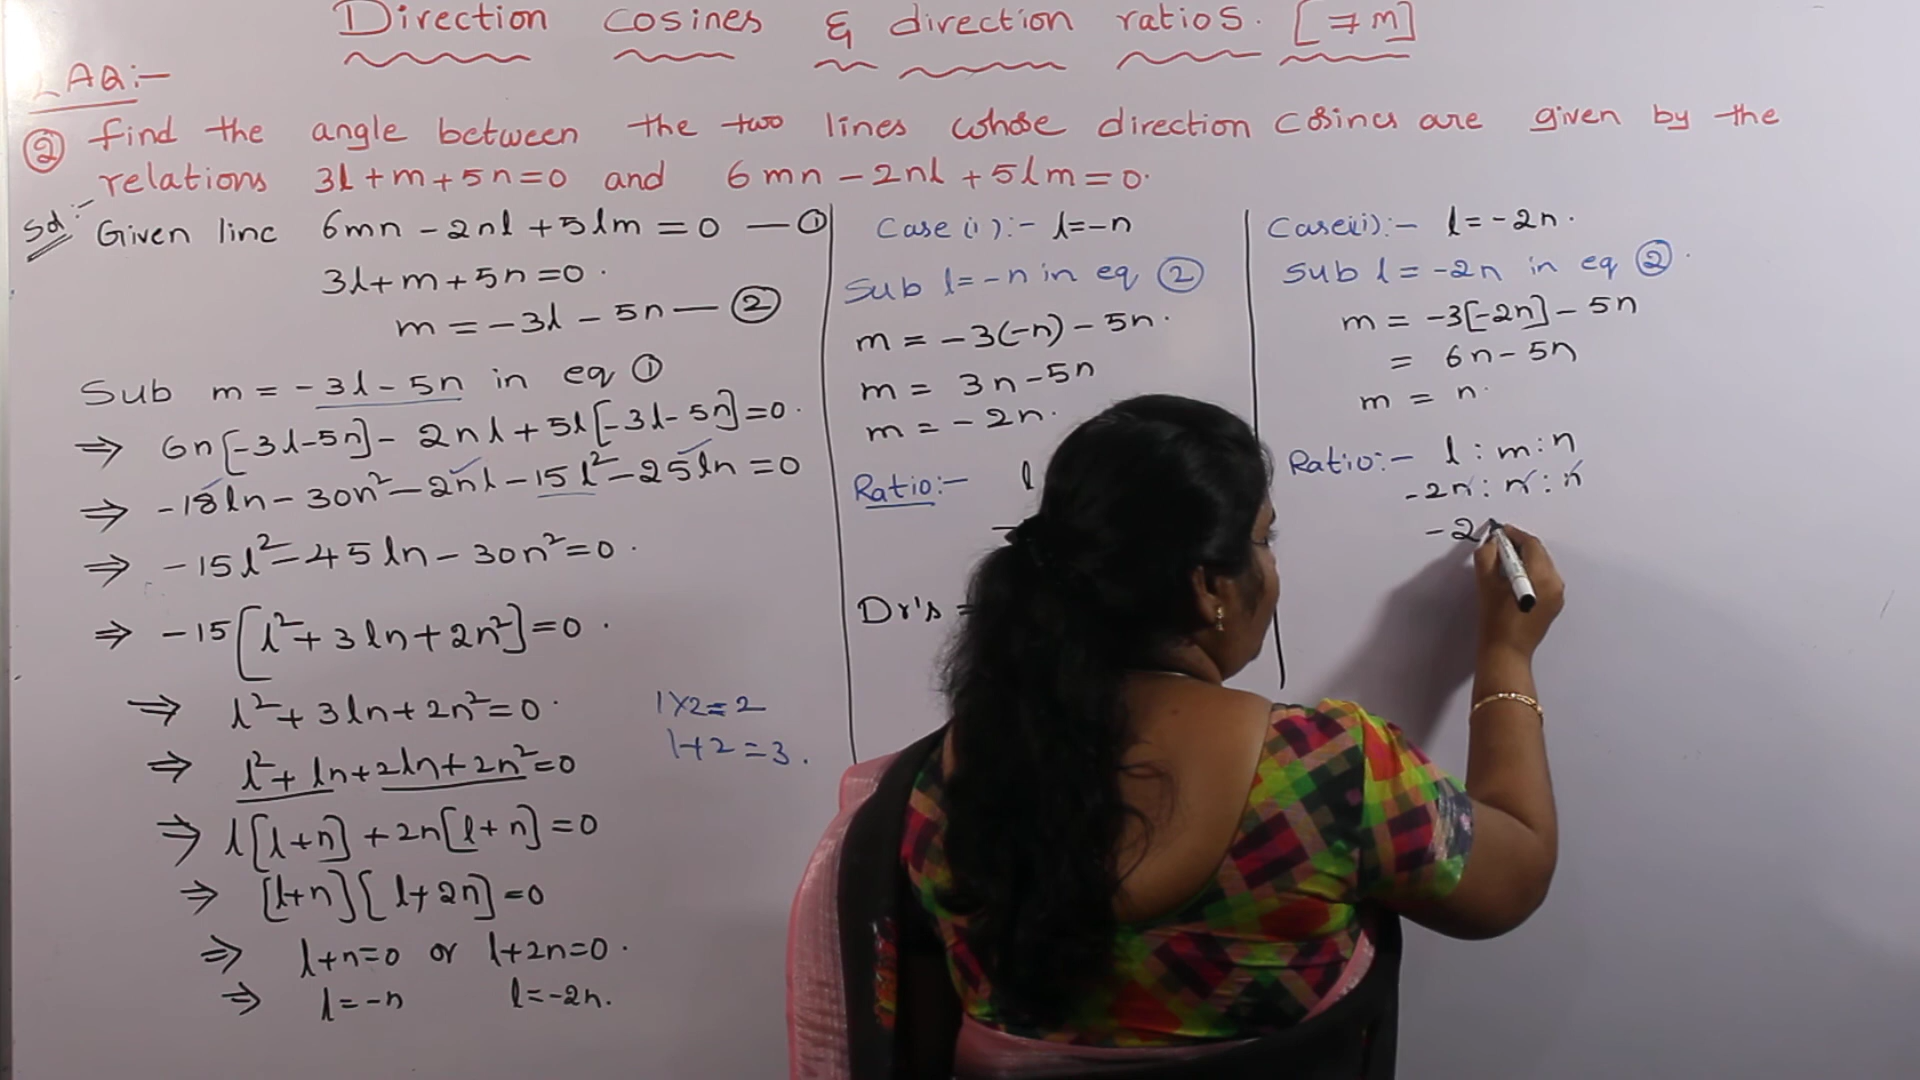 Direction cosines & direction ratios. [7M]
LAQ:-
② Find the angle between the two lines whose direction cosines are given by the
relations 3l+m+5n=0 and 6mn-2nl+5lm=0.
Sol:- Given line 6mn-2nl+5lm=0 —①
3l+m+5n=0.
m=-3l-5n—②
Sub m=-3l-5n in eq ①
⇒ 6n[-3l-5n]-2nl+5l[-3l-5n]=0.
⇒ -18ln-30n²-2nl-15l²-25ln=0
⇒ -15l²-45ln-30n²=0.
⇒ -15[l²+3ln+2n²]=0.
⇒ l²+3ln+2n²=0.
1×2=2
1+2=3.
⇒ l²+ln+2ln+2n²=0
⇒ l[l+n]+2n[l+n]=0
⇒ [l+n][l+2n]=0
⇒ l+n=0 or l+2n=0.
⇒ l=-n l=-2n.
Case(i):- l=-n
Sub l=-n in eq ②
m=-3(-n)-5n.
m=3n-5n
m=-2n.
Ratio:- l
Dr's =
Case(ii):- l=-2n.
Sub l=-2n in eq ②.
m=-3[-2n]-5n
= 6n-5n
m = n.
Ratio:- l:m:n
-2n:n:n
-2